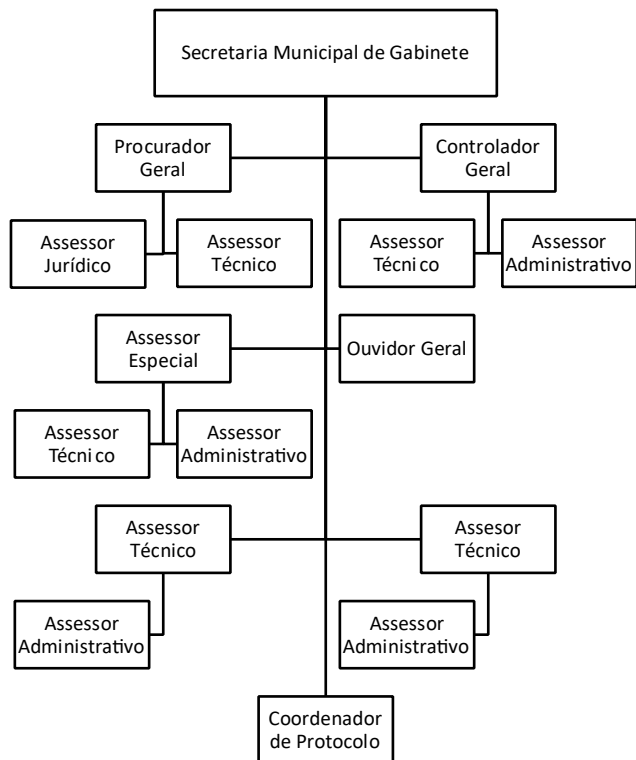 Secretaria Municipal de Gabinete
Procurador
Geral
Controlador
Geral
Assessor
Jurídico
Assessor
Técnico
Assessor
Técnico
Assessor
Administrativo
Assessor
Especial
Ouvidor Geral
Assessor
Técnico
Assessor
Administrativo
Assessor
Técnico
Assesor
Técnico
Assessor
Administrativo
Assessor
Administrativo
Coordenador
de Protocolo